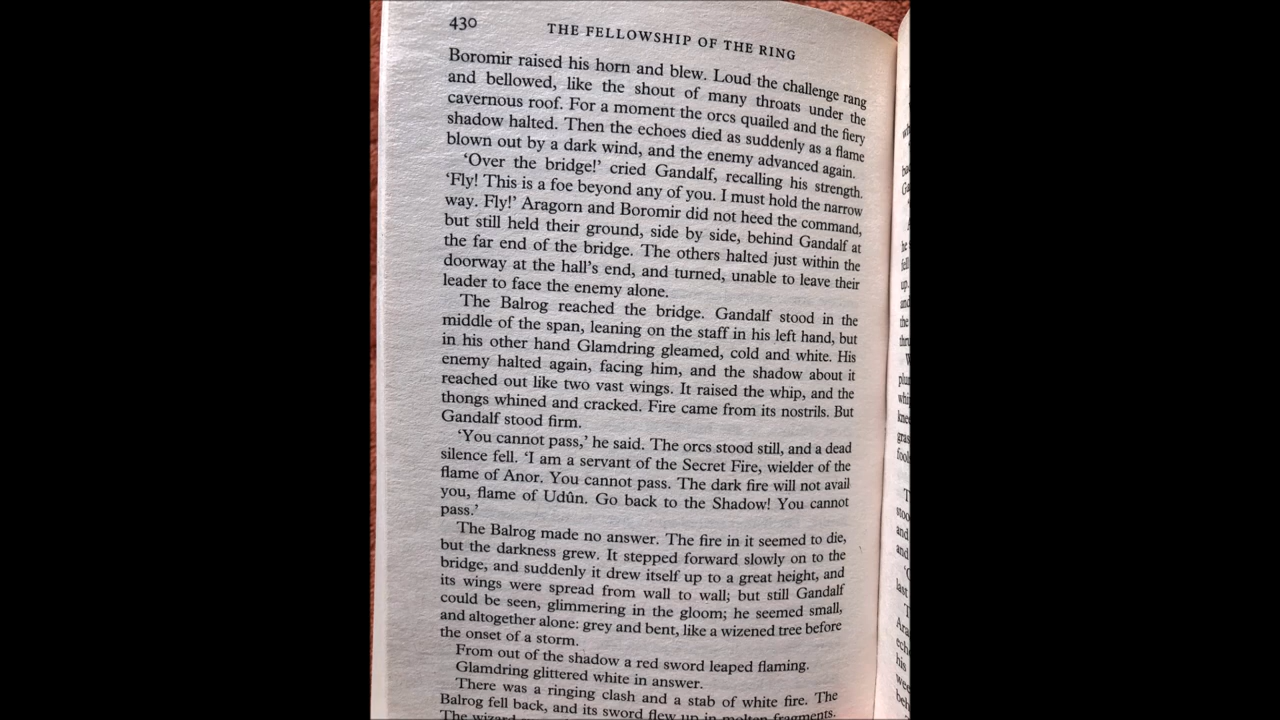 430
THE FELLOWSHIP OF THE RING
Boromir raised his horn and blew. Loud the challenge rang
and bellowed, like the shout of many throats under the
cavernous roof. For a moment the orcs quailed and the fiery
shadow halted. Then the echoes died as suddenly as a flame
blown out by a dark wind, and the enemy advanced again.
‘Over the bridge!’ cried Gandalf, recalling his strength.
‘Fly! This is a foe beyond any of you. I must hold the narrow
way. Fly!’ Aragorn and Boromir did not heed the command,
but still held their ground, side by side, behind Gandalf at
the far end of the bridge. The others halted just within the
doorway at the hall’s end, and turned, unable to leave their
leader to face the enemy alone.
The Balrog reached the bridge. Gandalf stood in the
middle of the span, leaning on the staff in his left hand, but
in his other hand Glamdring gleamed, cold and white. His
enemy halted again, facing him, and the shadow about it
reached out like two vast wings. It raised the whip, and the
thongs whined and cracked. Fire came from its nostrils. But
Gandalf stood firm.
‘You cannot pass,’ he said. The orcs stood still, and a dead
silence fell. ‘I am a servant of the Secret Fire, wielder of the
flame of Anor. You cannot pass. The dark fire will not avail
you, flame of Udûn. Go back to the Shadow! You cannot
pass.’
The Balrog made no answer. The fire in it seemed to die,
but the darkness grew. It stepped forward slowly on to the
bridge, and suddenly it drew itself up to a great height, and
its wings were spread from wall to wall; but still Gandalf
could be seen, glimmering in the gloom; he seemed small,
and altogether alone: grey and bent, like a wizened tree before
the onset of a storm.
From out of the shadow a red sword leaped flaming.
Glamdring glittered white in answer.
There was a ringing clash and a stab of white fire. The
Balrog fell back, and its sword flew up in molten fragments.
The wizard